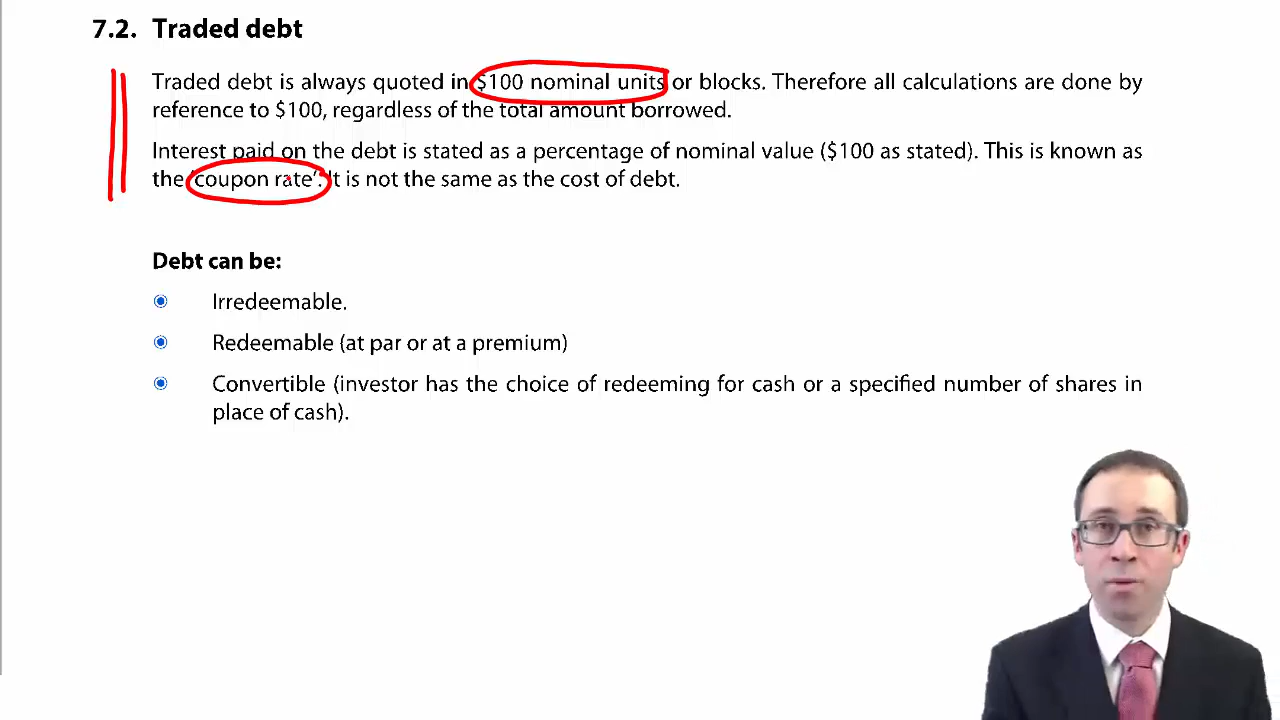 7.2. Traded debt
Traded debt is always quoted in $100 nominal units or blocks. Therefore all calculations are done by
reference to $100, regardless of the total amount borrowed.
Interest paid on the debt is stated as a percentage of nominal value ($100 as stated). This is known as
the 'coupon rate'. It is not the same as the cost of debt.
Debt can be:
Irredeemable.
Redeemable (at par or at a premium)
Convertible (investor has the choice of redeeming for cash or a specified number of shares in
place of cash).